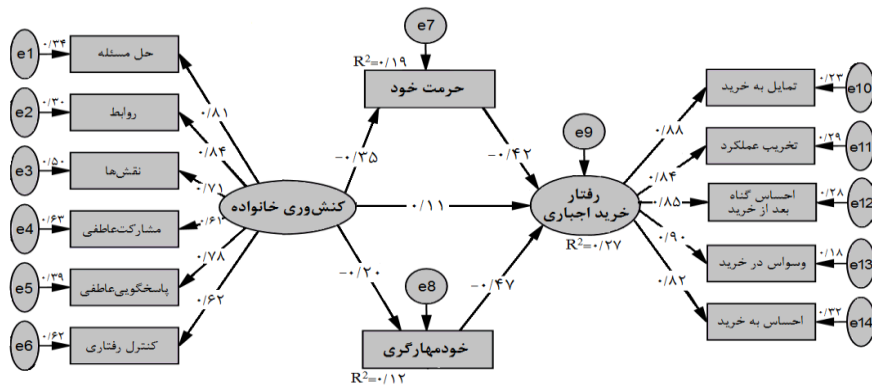 e1
۰/۳۴
حل مسئله
e2
۰/۳۰
روابط
e3
۰/۵۰
نقش‌ها
e4
۰/۶۳
مشارکت‌عاطفی
e5
۰/۳۹
پاسخگویی‌عاطفی
e6
۰/۶۲
کنترل رفتاری
۰/۸۱
۰/۸۴
۰/۷۱
۰/۶۱
۰/۷۸
۰/۶۲
کنش‌وری خانواده
e7
R²=۰/۱۹
حرمت خود
−۰/۳۵
−۰/۴۲
۰/۱۱
−۰/۲۰
−۰/۴۷
e8
خودمهارگری
R²=۰/۱۲
e9
رفتار
خرید اجباری
R²=۰/۲۷
۰/۸۸
۰/۸۴
۰/۸۵
۰/۹۰
۰/۸۲
تمایل به خرید
۰/۲۳
e10
تخریب عملکرد
۰/۲۹
e11
احساس گناه
بعد از خرید
۰/۲۸
e12
وسواس در خرید
۰/۱۸
e13
احساس به خرید
۰/۳۲
e14